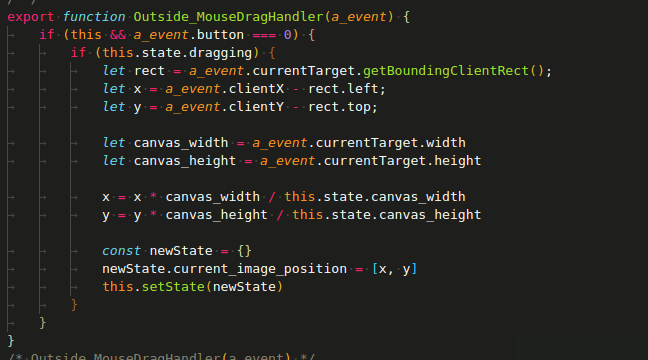 export function Outside_MouseDragHandler(a_event) {
if (this && a_event.button === 0) {
if (this.state.dragging) {
let rect = a_event.currentTarget.getBoundingClientRect();
let x = a_event.clientX - rect.left;
let y = a_event.clientY - rect.top;
let canvas_width = a_event.currentTarget.width
let canvas_height = a_event.currentTarget.height
x = x * canvas_width / this.state.canvas_width
y = y * canvas_height / this.state.canvas_height
const newState = {}
newState.current_image_position = [x, y]
this.setState(newState)
}
}
}
/* Outside_MouseDragHandler(a_event) */